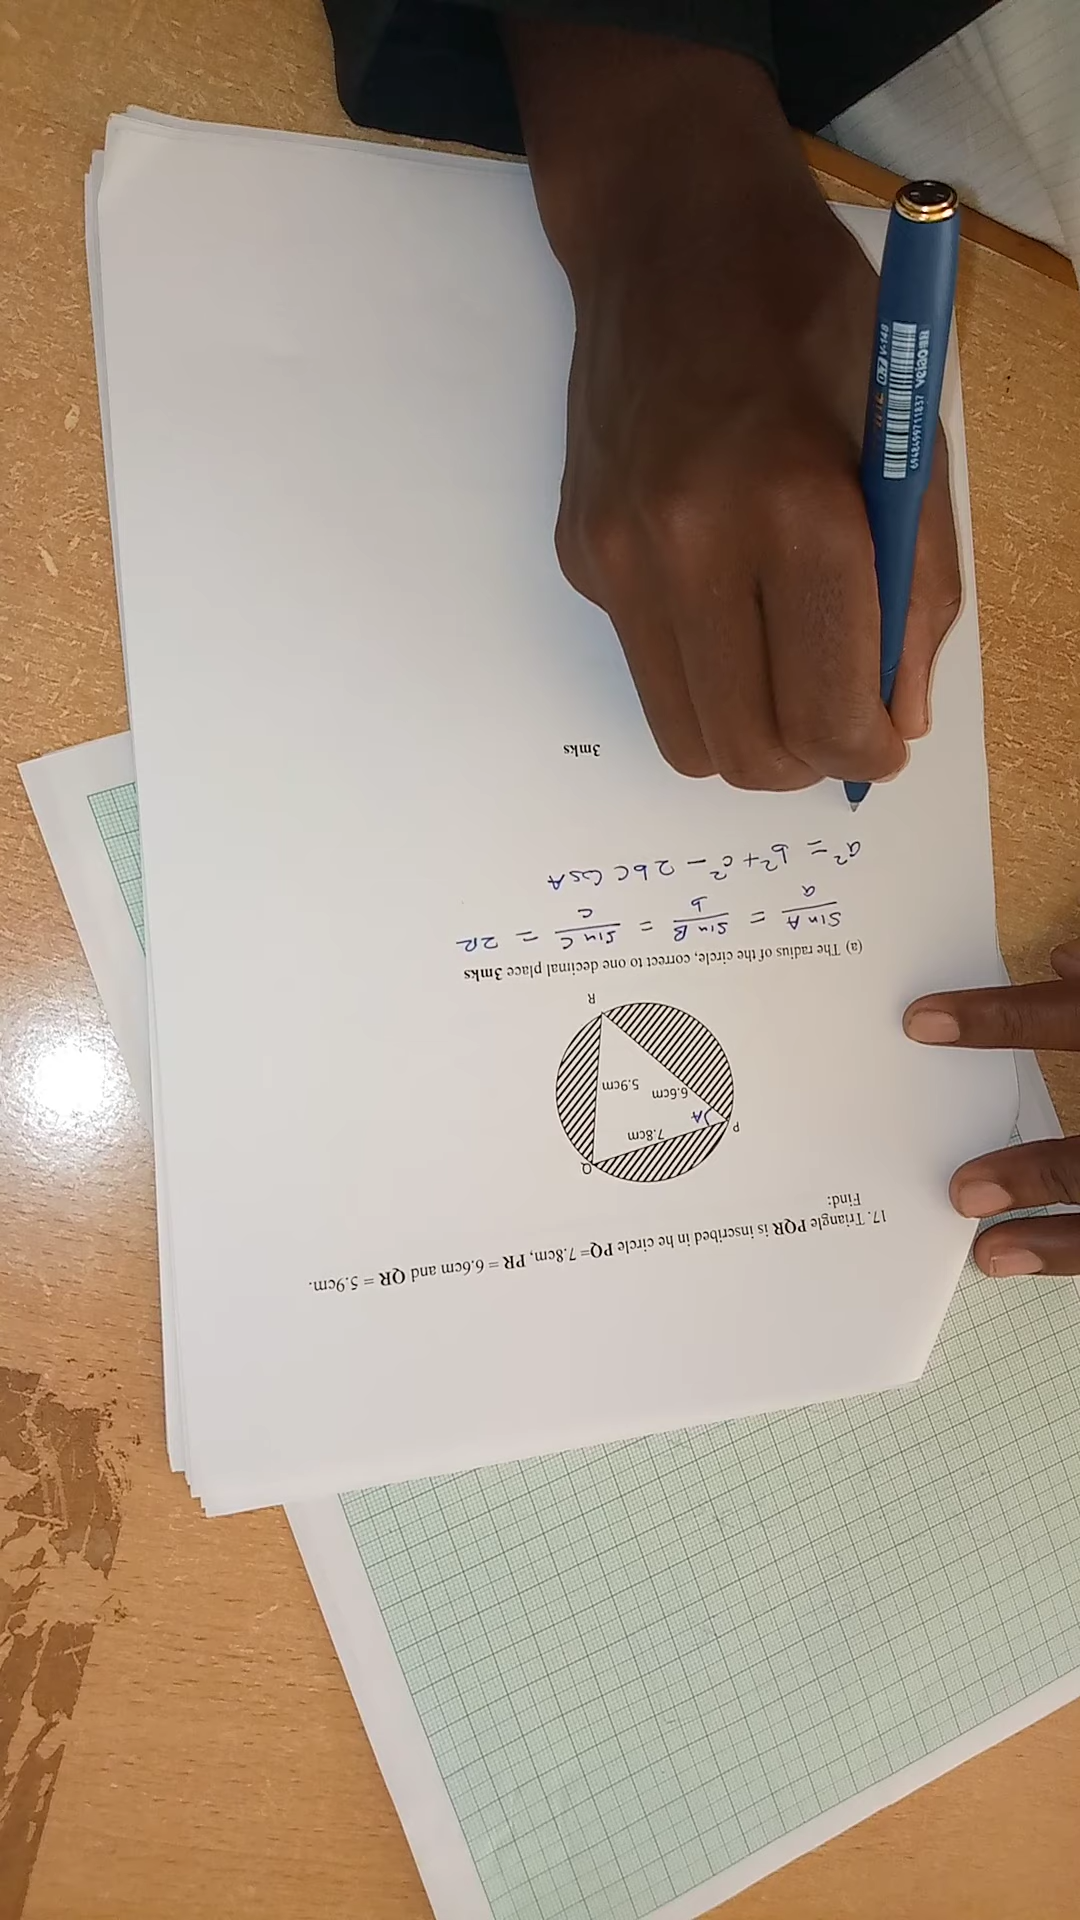 17. Triangle PQR is inscribed in he circle PQ= 7.8cm, PR = 6.6cm and QR = 5.9cm.
Find:
Q
P
7.8cm
A
6.6cm
5.9cm
R
(a) The radius of the circle, correct to one decimal place 3mks
sin A / a = sin B / b = sin C / c = 2R
a² = b² + c² - 2bc Cos A
3mks
V-148
6948499711837